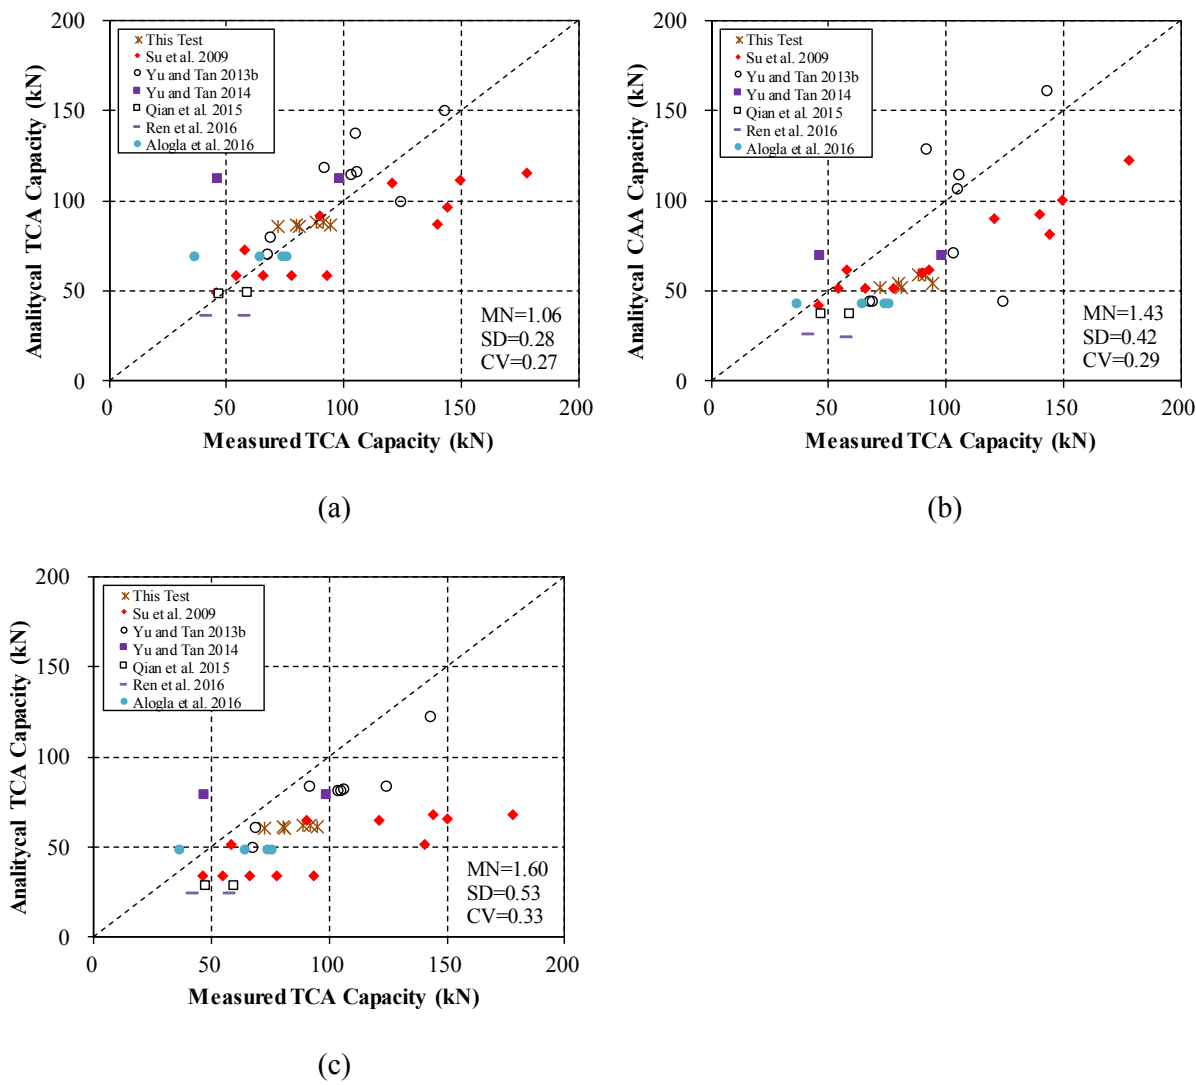 (a)
200
150
100
50
0
Analitycal TCA Capacity (kN)
This Test
Su et al. 2009
Yu and Tan 2013b
Yu and Tan 2014
Qian et al. 2015
Ren et al. 2016
Alogla et al. 2016
MN=1.06
SD=0.28
CV=0.27
0 50 100 150 200
Measured TCA Capacity (kN)
(b)
200
150
100
50
0
Analitycal CAA Capacity (kN)
This Test
Su et al. 2009
Yu and Tan 2013b
Yu and Tan 2014
Qian et al. 2015
Ren et al. 2016
Alogla et al. 2016
MN=1.43
SD=0.42
CV=0.29
0 50 100 150 200
Measured TCA Capacity (kN)
(c)
200
150
100
50
0
Analitycal TCA Capacity (kN)
This Test
Su et al. 2009
Yu and Tan 2013b
Yu and Tan 2014
Qian et al. 2015
Ren et al. 2016
Alogla et al. 2016
MN=1.60
SD=0.53
CV=0.33
0 50 100 150 200
Measured TCA Capacity (kN)